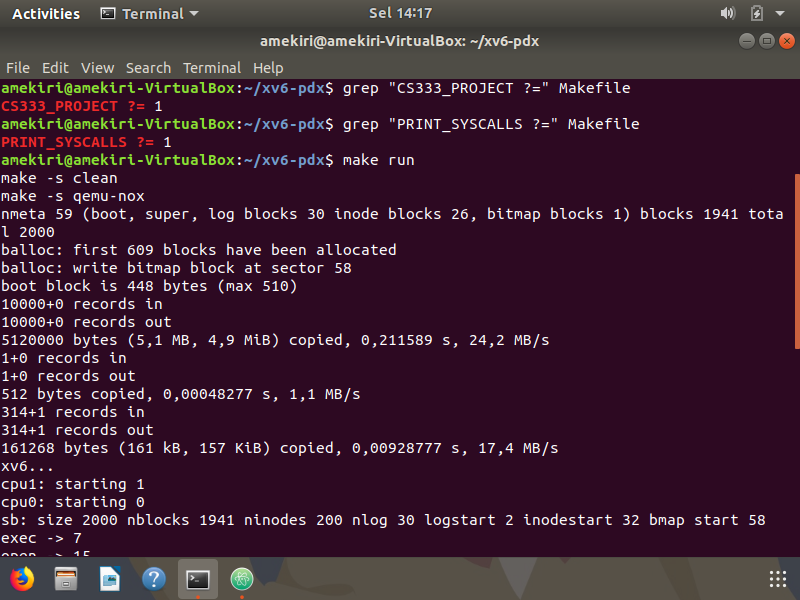 Activities Terminal Sel 14:17
amekiri@amekiri-VirtualBox: ~/xv6-pdx
File Edit View Search Terminal Help
amekiri@amekiri-VirtualBox:~/xv6-pdx$ grep "CS333_PROJECT ?=" Makefile
CS333_PROJECT ?= 1
amekiri@amekiri-VirtualBox:~/xv6-pdx$ grep "PRINT_SYSCALLS ?=" Makefile
PRINT_SYSCALLS ?= 1
amekiri@amekiri-VirtualBox:~/xv6-pdx$ make run
make -s clean
make -s qemu-nox
nmeta 59 (boot, super, log blocks 30 inode blocks 26, bitmap blocks 1) blocks 1941 tota
l 2000
balloc: first 609 blocks have been allocated
balloc: write bitmap block at sector 58
boot block is 448 bytes (max 510)
10000+0 records in
10000+0 records out
5120000 bytes (5,1 MB, 4,9 MiB) copied, 0,211589 s, 24,2 MB/s
1+0 records in
1+0 records out
512 bytes copied, 0,00048277 s, 1,1 MB/s
314+1 records in
314+1 records out
161268 bytes (161 kB, 157 KiB) copied, 0,00928777 s, 17,4 MB/s
xv6...
cpu1: starting 1
cpu0: starting 0
sb: size 2000 nblocks 1941 ninodes 200 nlog 30 logstart 2 inodestart 32 bmap start 58
exec -> 7
open -> 15